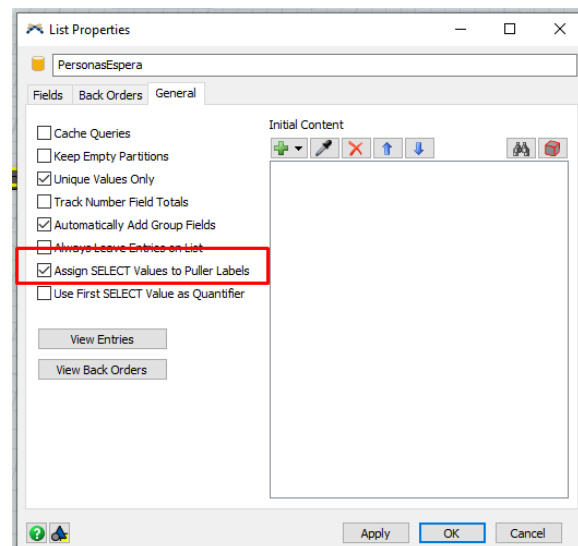 List Properties
PersonasEspera
Fields Back Orders General
Cache Queries
Keep Empty Partitions
Unique Values Only
Track Number Field Totals
Automatically Add Group Fields
Always Leave Entries on List
Assign SELECT Values to Puller Labels
Use First SELECT Value as Quantifier
View Entries
View Back Orders
Initial Content
Apply OK Cancel